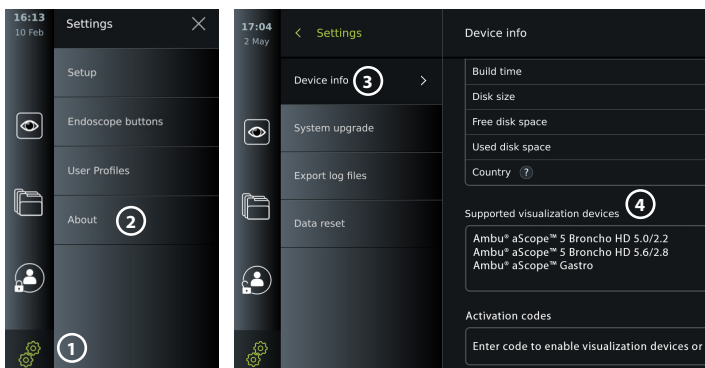 16:13
10 Feb
Settings
Setup
Endoscope buttons
User Profiles
About
2
1
17:04
2 May
Settings
Device info
3
System upgrade
Export log files
Data reset
Device info
Build time
Disk size
Free disk space
Used disk space
Country ?
Supported visualization devices
4
Ambu® aScope™ 5 Broncho HD 5.0/2.2
Ambu® aScope™ 5 Broncho HD 5.6/2.8
Ambu® aScope™ Gastro
Activation codes
Enter code to enable visualization devices or